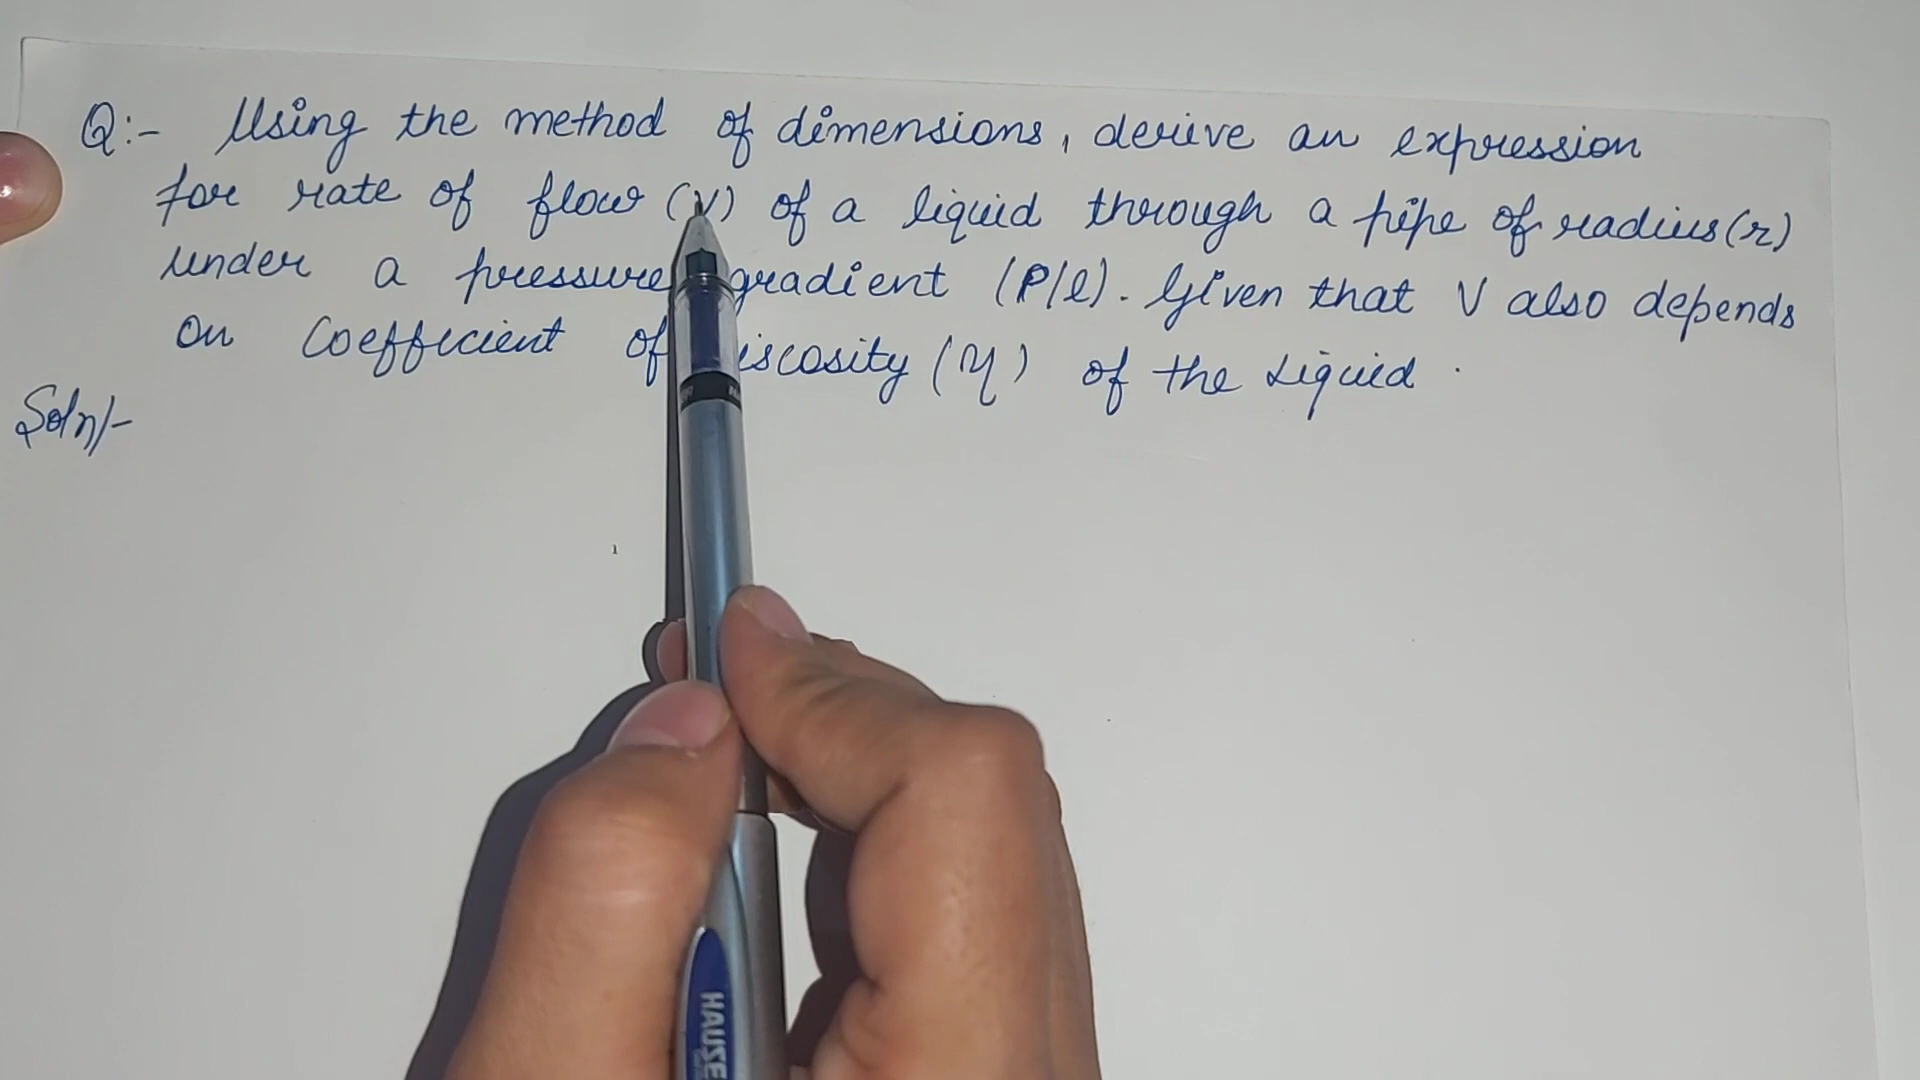 Q:- Using the method of dimensions, derive an expression
for rate of flow (V) of a liquid through a pipe of radius (r)
under a pressure gradient (P/l). Given that V also depends
on Coefficient of iscosity (η) of the Liquid.
Soln/-
HAUSE